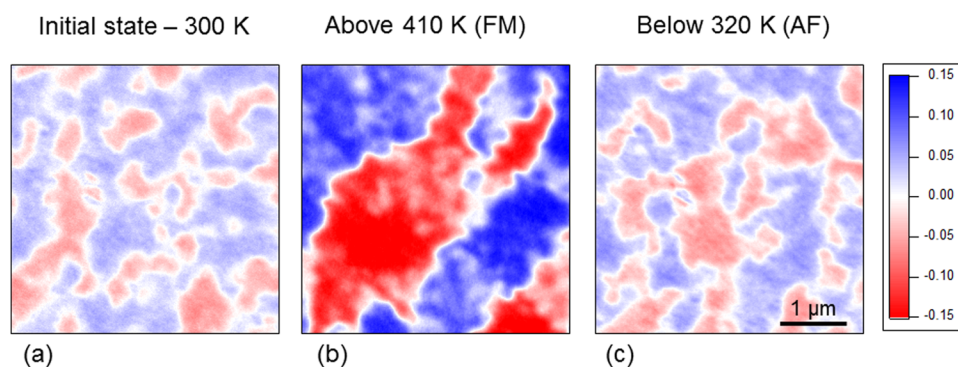 Initial state – 300 K
Above 410 K (FM)
Below 320 K (AF)
0.15
0.10
0.05
0.00
-0.05
-0.10
-0.15
1 µm
(a)
(b)
(c)